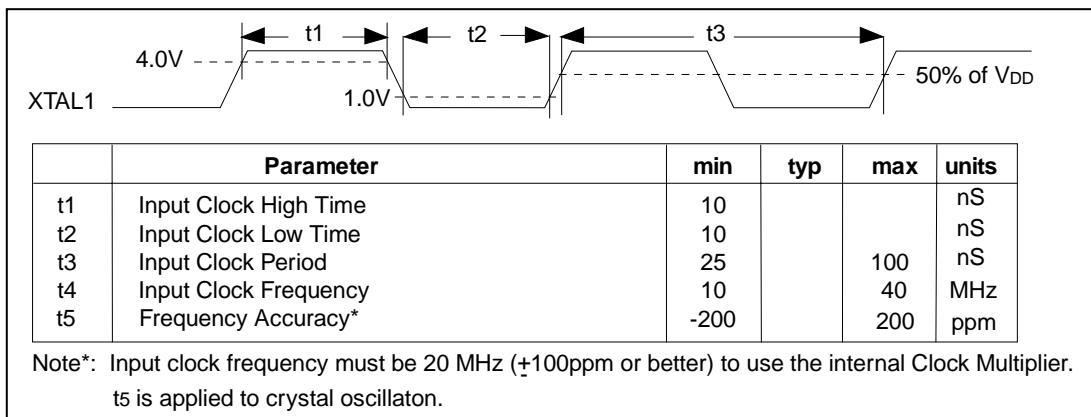 t1 t2 t3
4.0V
50% of VDD
XTAL1 1.0V
Parameter min typ max units
t1 Input Clock High Time 10 nS
t2 Input Clock Low Time 10 nS
t3 Input Clock Period 25 100 nS
t4 Input Clock Frequency 10 40 MHz
t5 Frequency Accuracy* -200 200 ppm
Note*: Input clock frequency must be 20 MHz (±100ppm or better) to use the internal Clock Multiplier.
t5 is applied to crystal oscillaton.